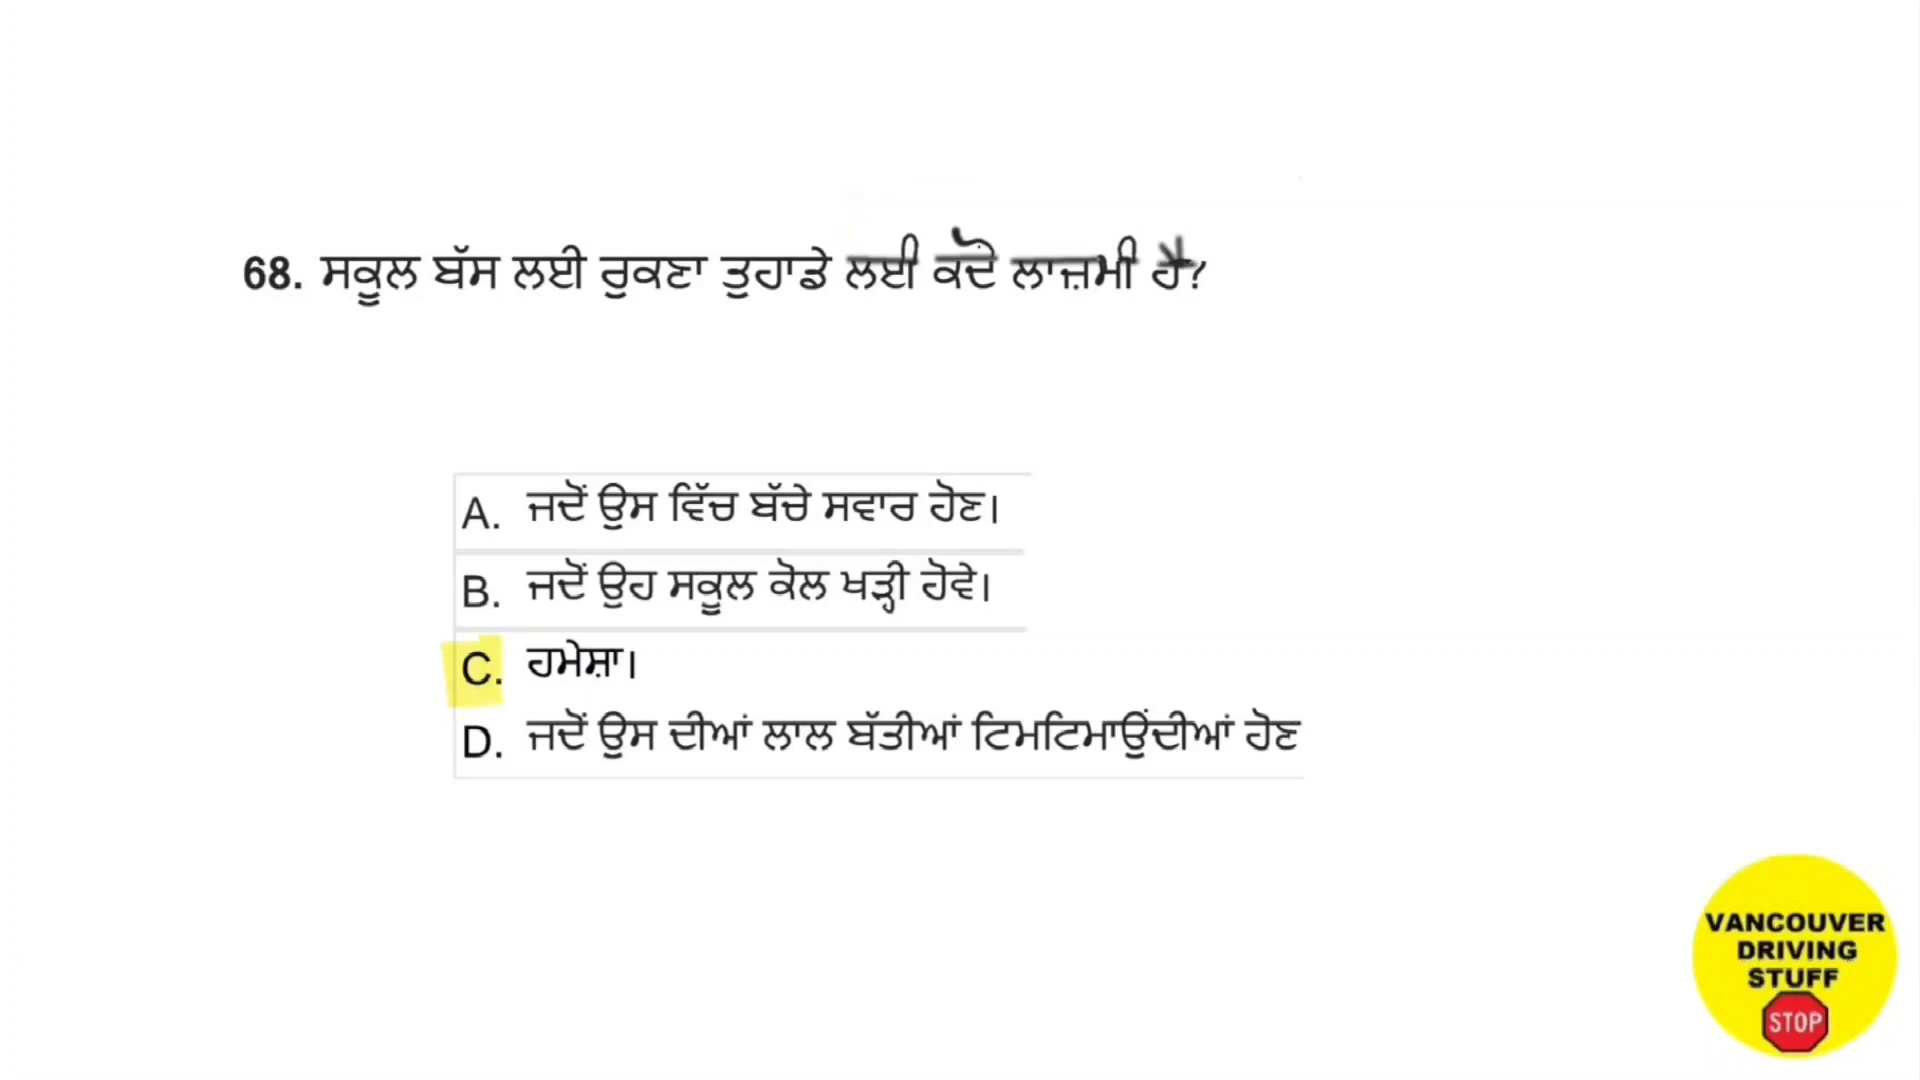 68. ਸਕੂਲ ਬੱਸ ਲਈ ਰੁਕਣਾ ਤੁਹਾਡੇ ਲਈ ਕਦੋਂ ਲਾਜ਼ਮੀ ਹੈ?
A. ਜਦੋਂ ਉਸ ਵਿੱਚ ਬੱਚੇ ਸਵਾਰ ਹੋਣ।
B. ਜਦੋਂ ਉਹ ਸਕੂਲ ਕੋਲ ਖੜ੍ਹੀ ਹੋਵੇ।
C. ਹਮੇਸ਼ਾ।
D. ਜਦੋਂ ਉਸ ਦੀਆਂ ਲਾਲ ਬੱਤੀਆਂ ਟਿਮਟਿਮਾਉਂਦੀਆਂ ਹੋਣ
VANCOUVER
DRIVING
STUFF
STOP